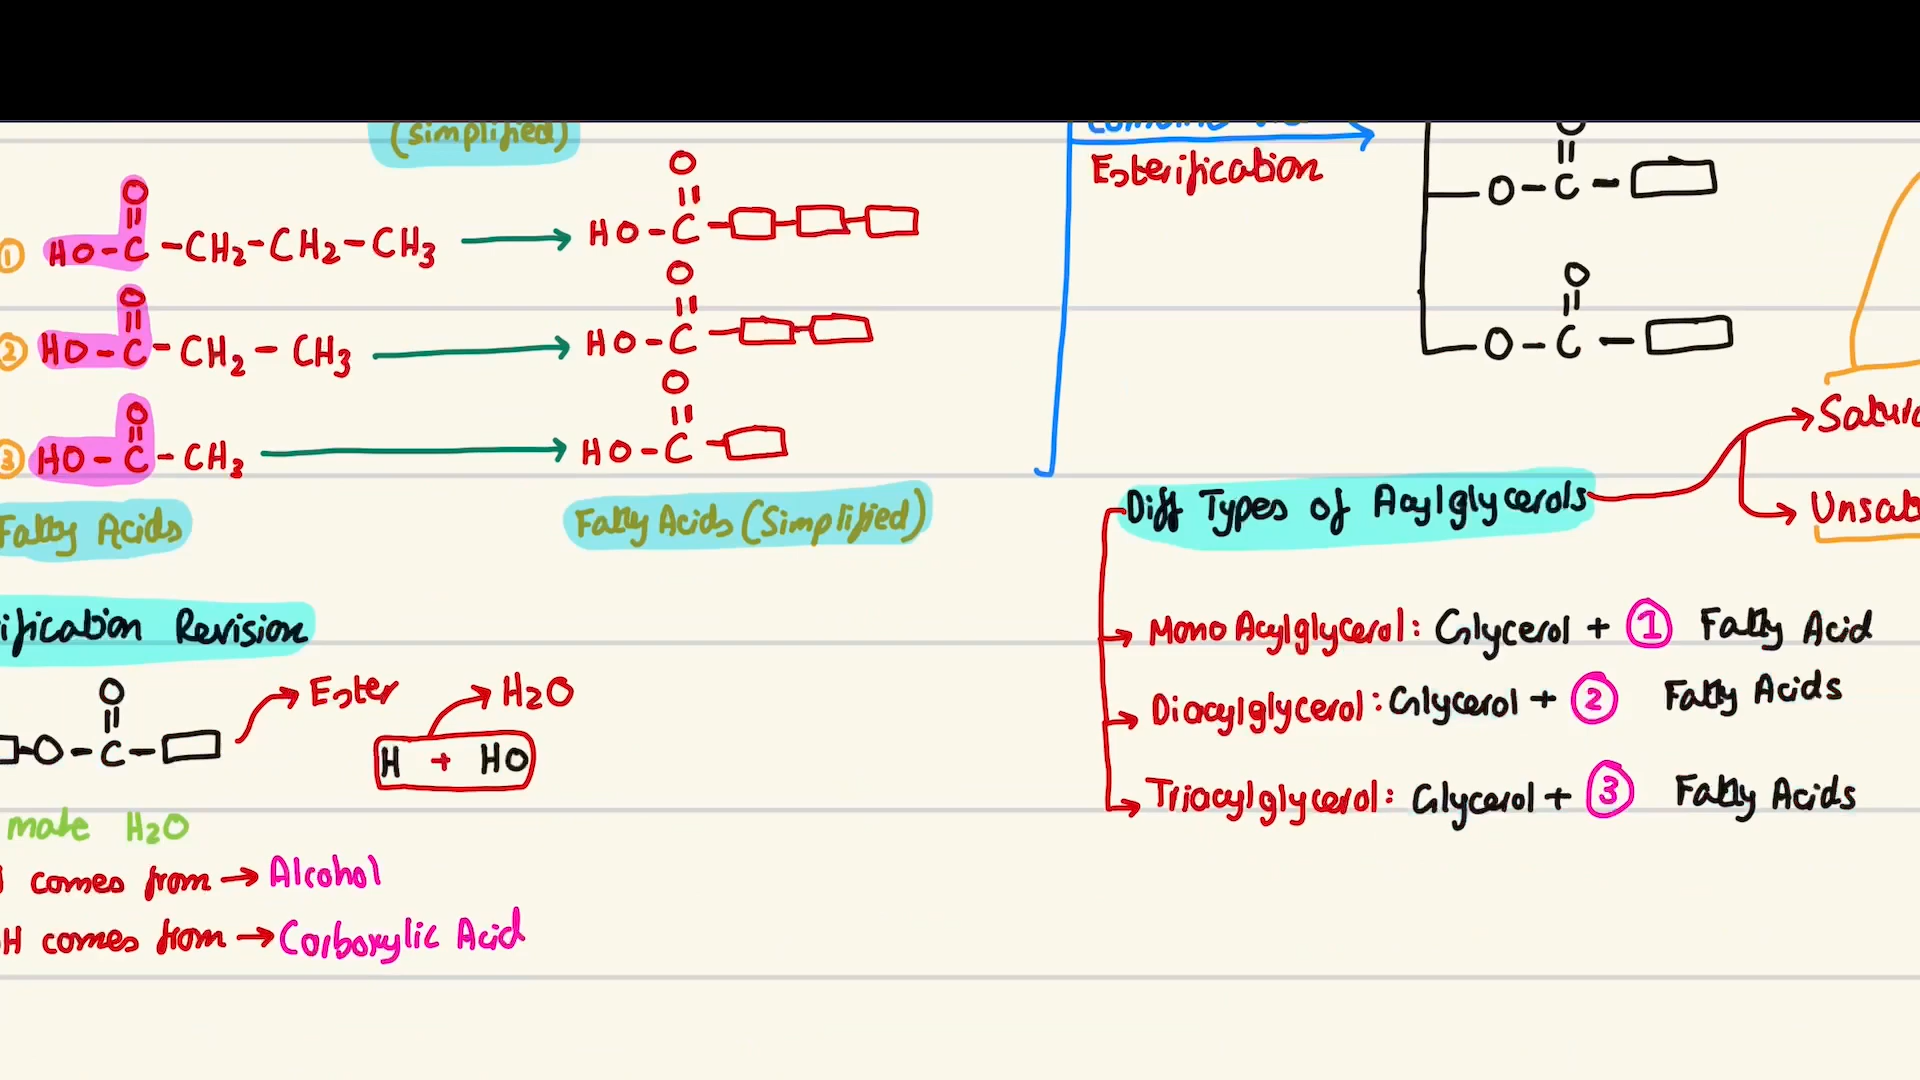 (simplified)
Esterification
O
O-C-
O
O-C-
① HO-C-CH2-CH2-CH3
O
HO-C-
O
② HO-C-CH2-CH3
O
HO-C-
O
③ HO-C-CH3
O
HO-C-
O
Fatty Acids
Fatty Acids (Simplified)
Diff Types of Acylglycerols
ification Revision
Mono Acylglycerol: Glycerol + ① Fatty Acid
Diacylglycerol: Glycerol + ② Fatty Acids
Triacylglycerol: Glycerol + ③ Fatty Acids
O
O-C-
Ester
H2O
H + HO
make H2O
comes from → Alcohol
H comes from → Carboxylic Acid